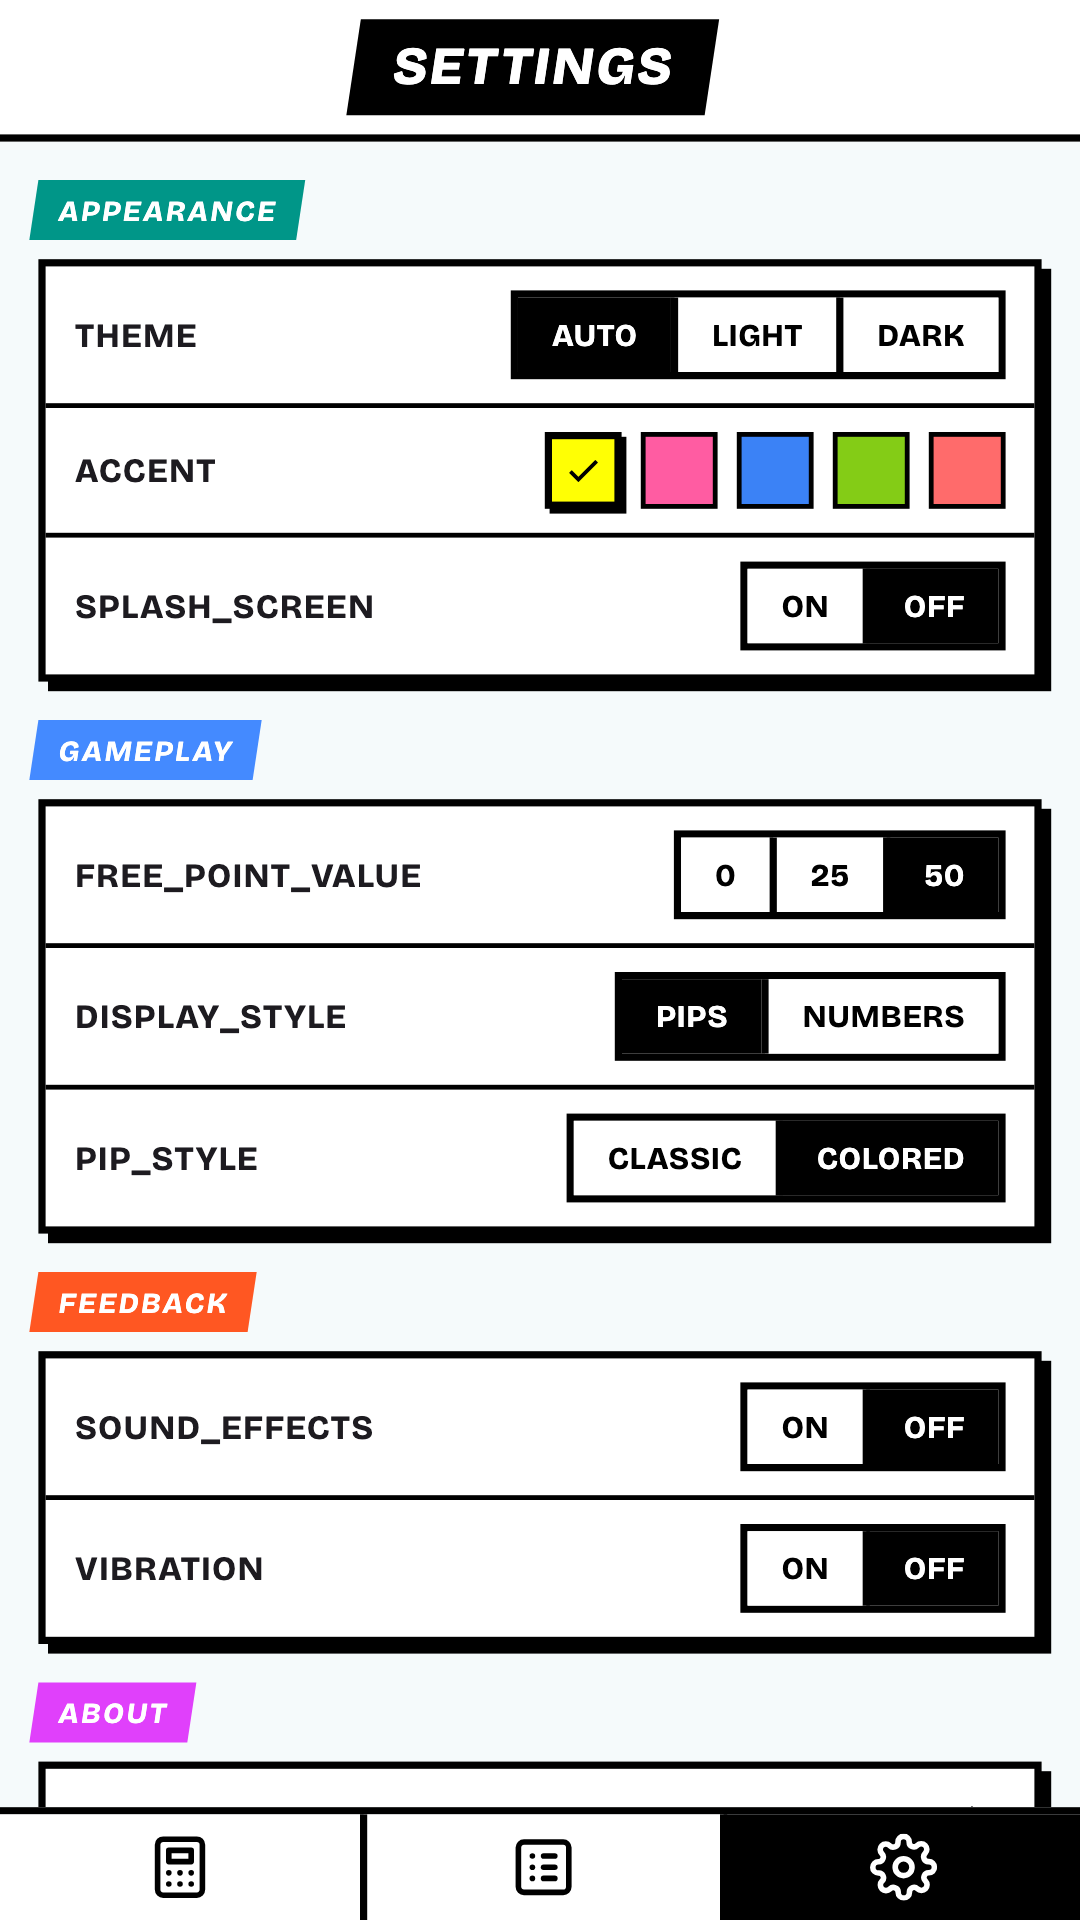 SETTINGS
APPEARANCE
THEME AUTO LIGHT DARK
ACCENT
SPLASH_SCREEN ON OFF
GAMEPLAY
FREE_POINT_VALUE 0 25 50
DISPLAY_STYLE PIPS NUMBERS
PIP_STYLE CLASSIC COLORED
FEEDBACK
SOUND_EFFECTS ON OFF
VIBRATION ON OFF
ABOUT